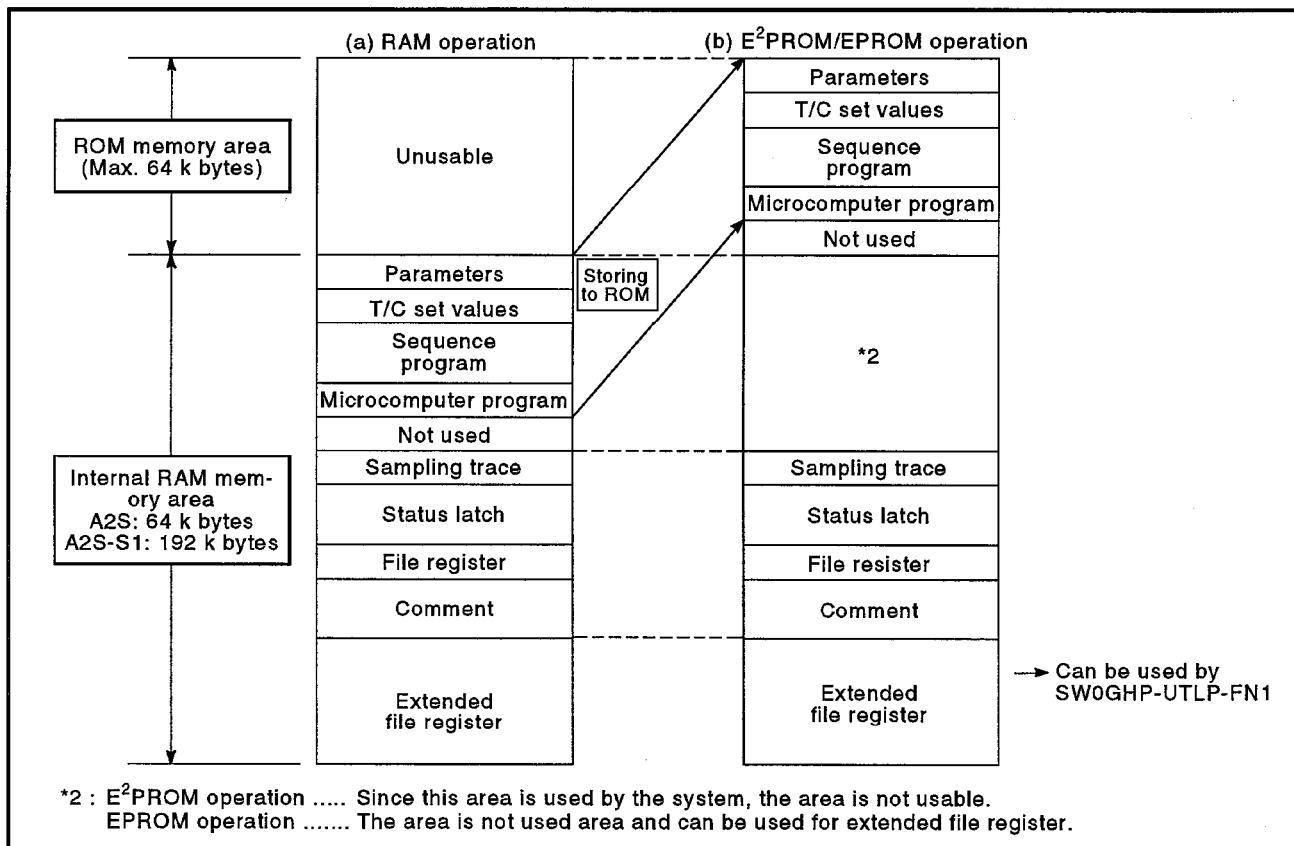 (a) RAM operation
(b) E²PROM/EPROM operation
ROM memory area
(Max. 64 k bytes)
Unusable
Parameters
T/C set values
Sequence
program
Microcomputer program
Not used
Storing
to ROM
Parameters
T/C set values
Sequence
program
Microcomputer program
Not used
*2
Internal RAM mem-
ory area
A2S: 64 k bytes
A2S-S1: 192 k bytes
Sampling trace
Status latch
File register
Comment
Extended
file register
Sampling trace
Status latch
File resister
Comment
Extended
file register
Can be used by
SW0GHP-UTLP-FN1
*2 : E²PROM operation ..... Since this area is used by the system, the area is not usable.
EPROM operation ....... The area is not used area and can be used for extended file register.